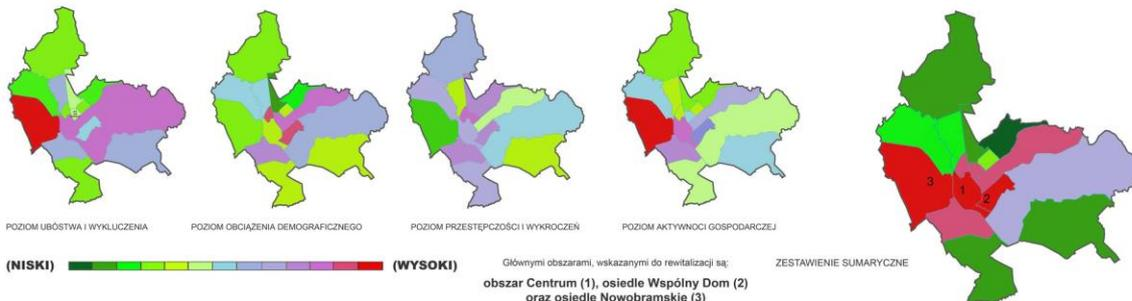 POZIOM UBÓSTWA I WYKLUCZENIA
POZIOM OBCIĄŻENIA DEMOGRAFICZNEGO
POZIOM PRZESTĘPCZOŚCI I WYKROCZEŃ
POZIOM AKTYWNOCI GOSPODARCZEJ
3
1
2
(NISKI)
(WYSOKI)
Głównymi obszarami, wskazanymi do rewitalizacji są:
obszar Centrum (1), osiedle Wspólny Dom (2)
oraz osiedle Nowobramskie (3)
ZESTAWIENIE SUMARYCZNE